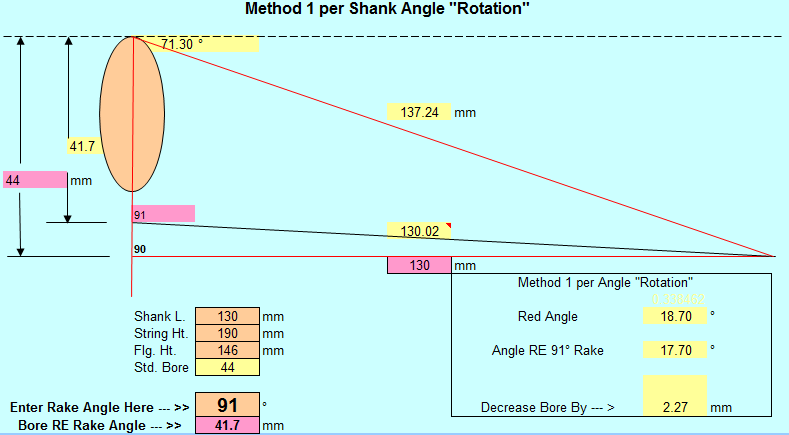 Method 1 per Shank Angle "Rotation"
71.30 °
137.24 mm
41.7
44 mm
91
130.02
90
130 mm
Method 1 per Angle "Rotation"
Shank L. 130 mm
Red Angle 18.70 °
String Ht. 190 mm
Flg. Ht. 146 mm
Angle RE 91° Rake 17.70 °
Std. Bore 44
Enter Rake Angle Here --- >> 91 °
Decrease Bore By --- > 2.27 mm
Bore RE Rake Angle --- >> 41.7 mm